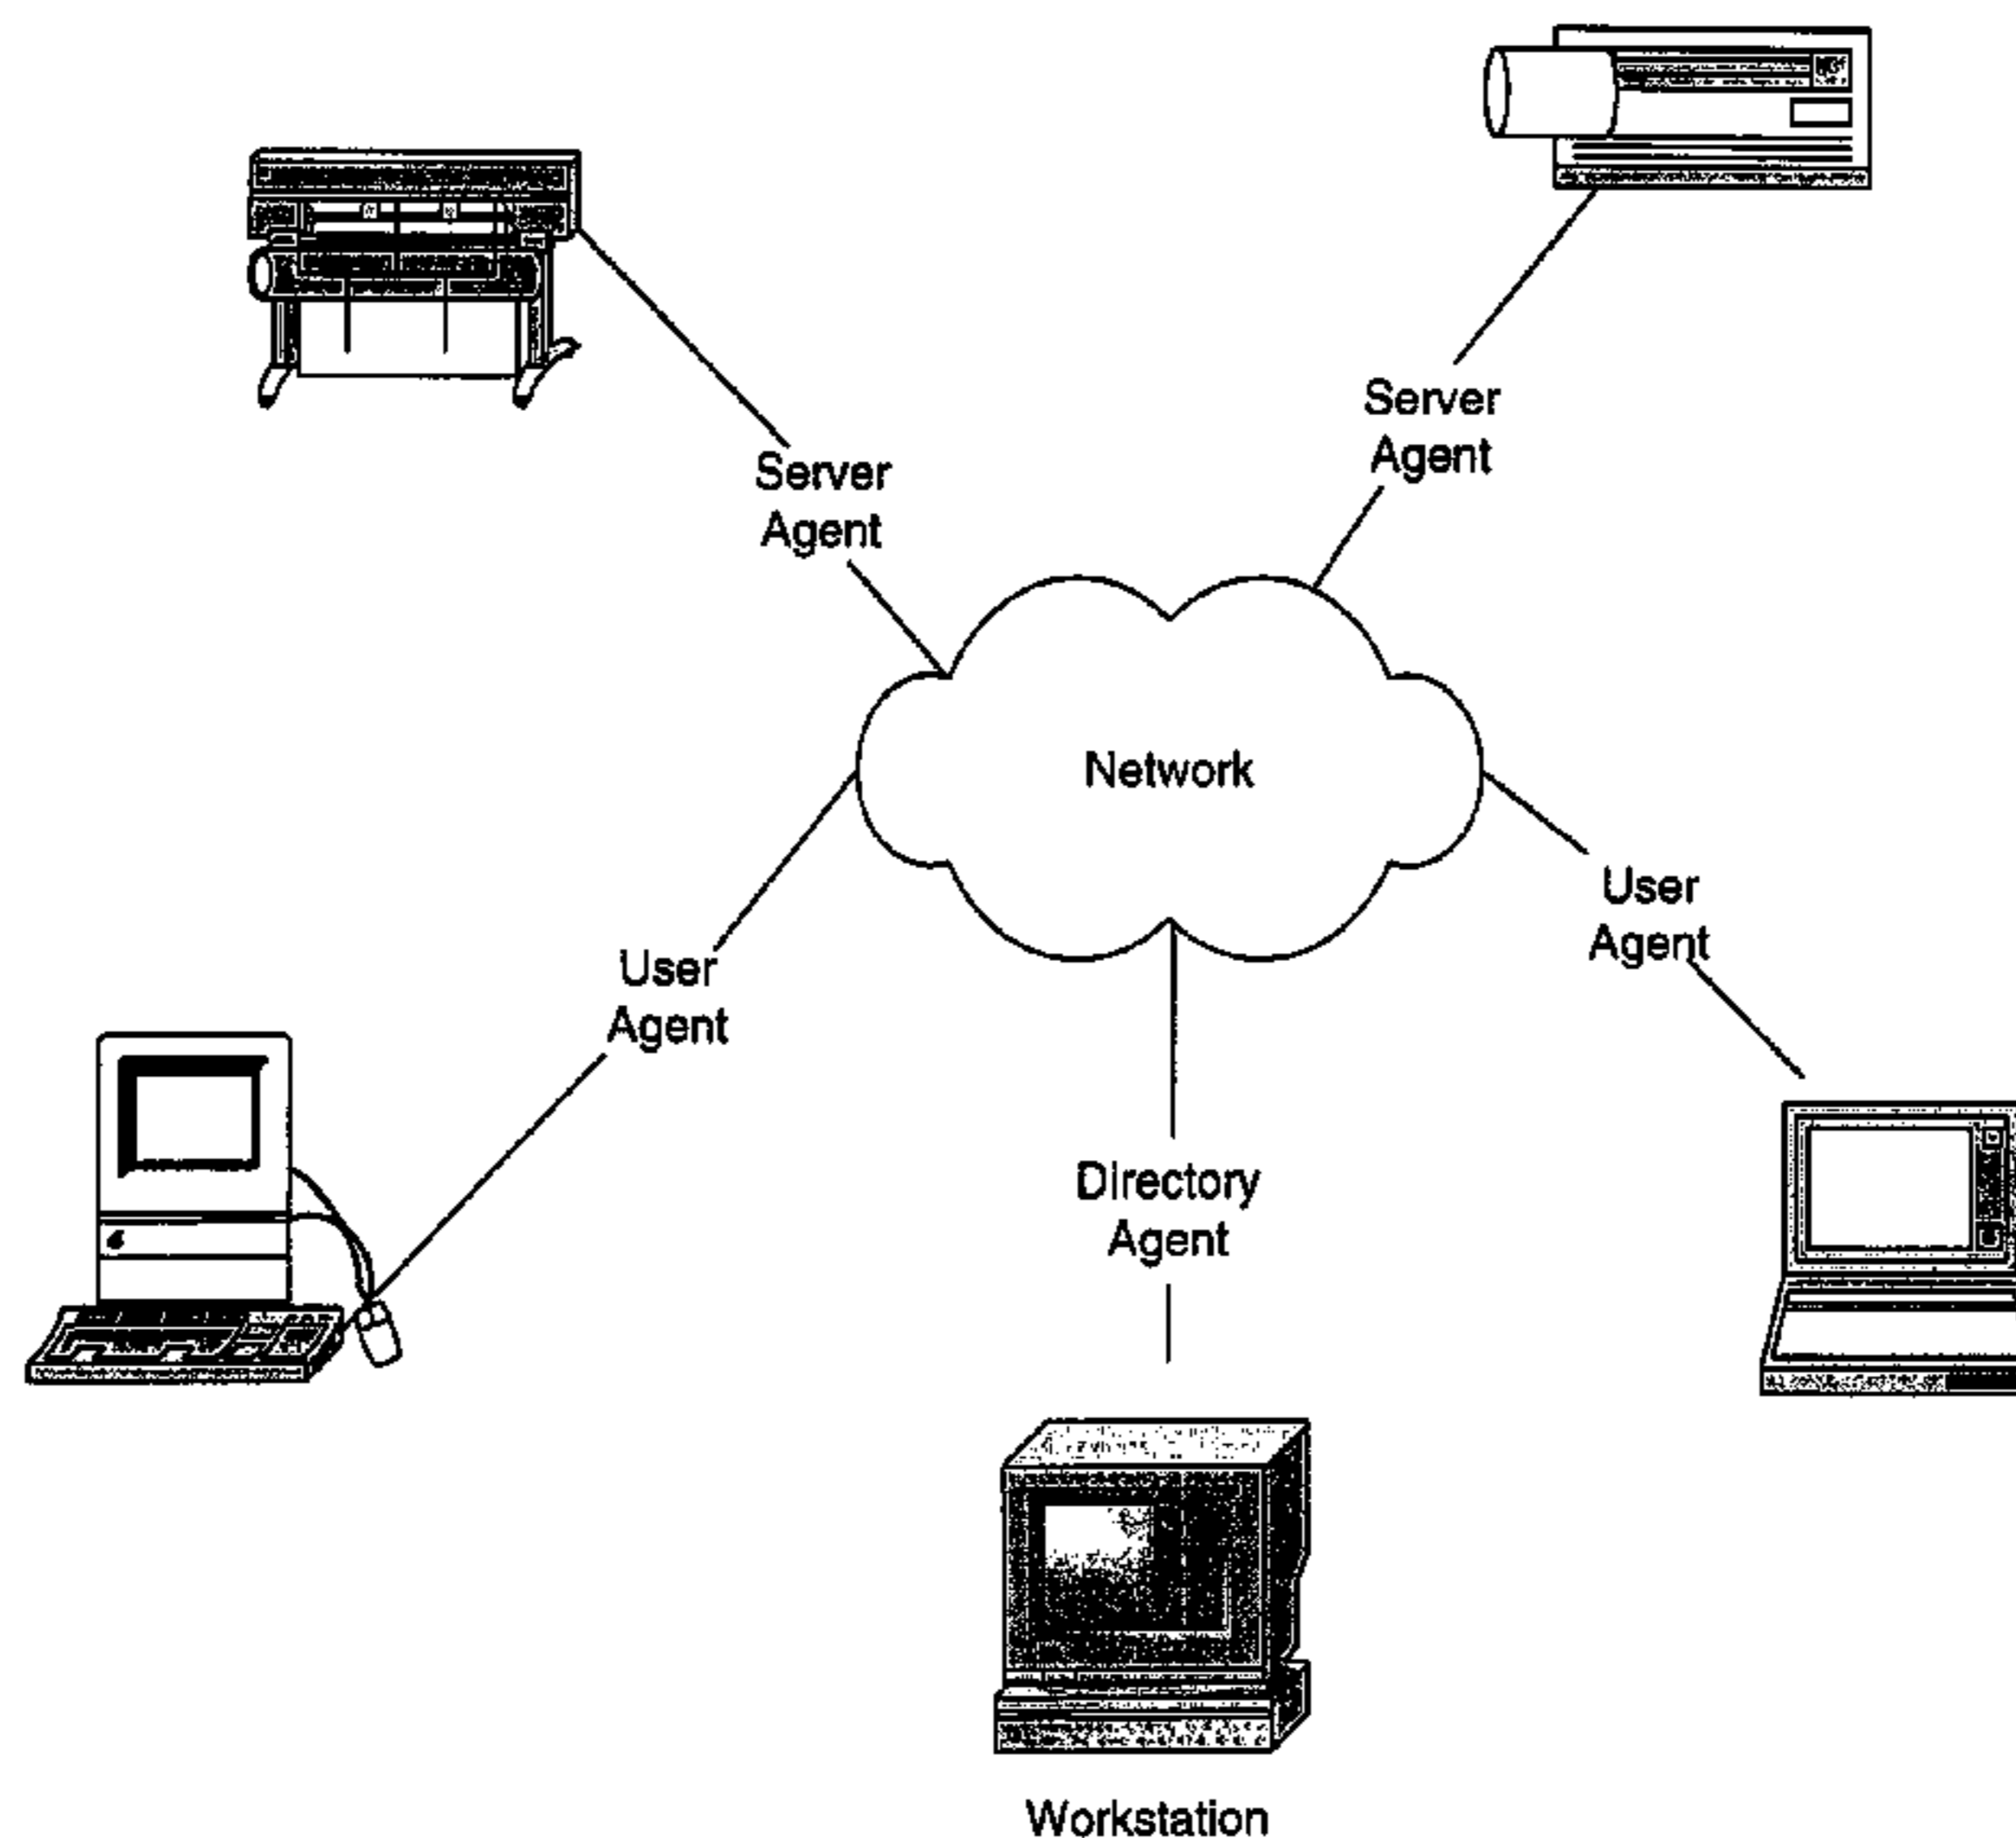 Server
Agent
Server
Agent
Network
User
Agent
User
Agent
Directory
Agent
Workstation